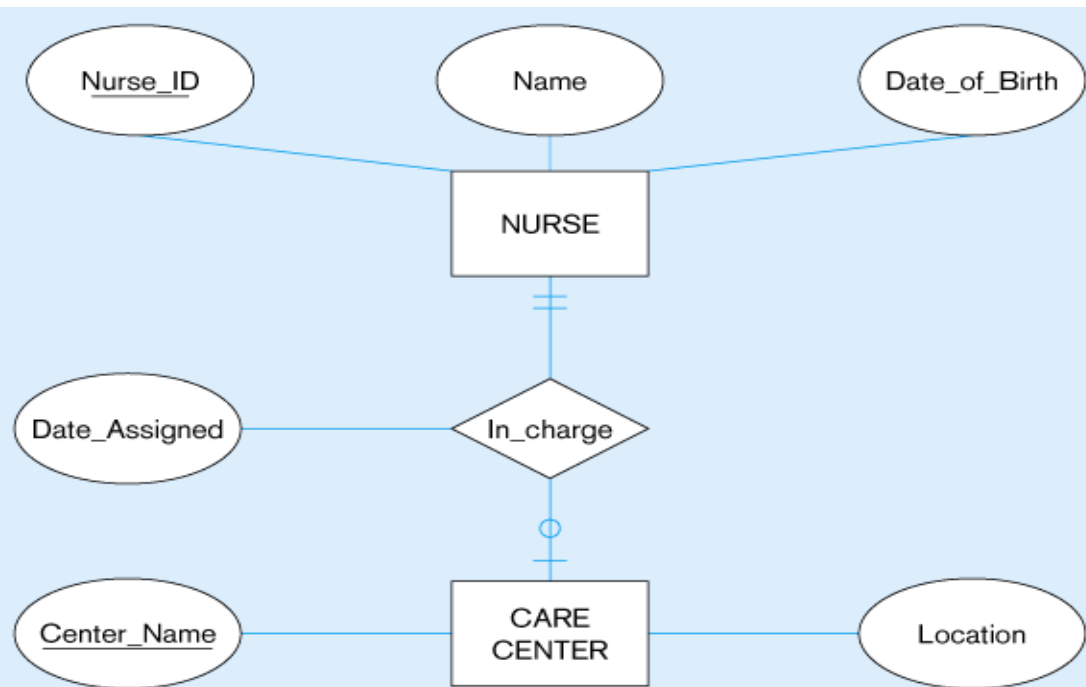 Nurse_ID
Name
Date_of_Birth
NURSE
Date_Assigned
In_charge
Center_Name
CARE
CENTER
Location